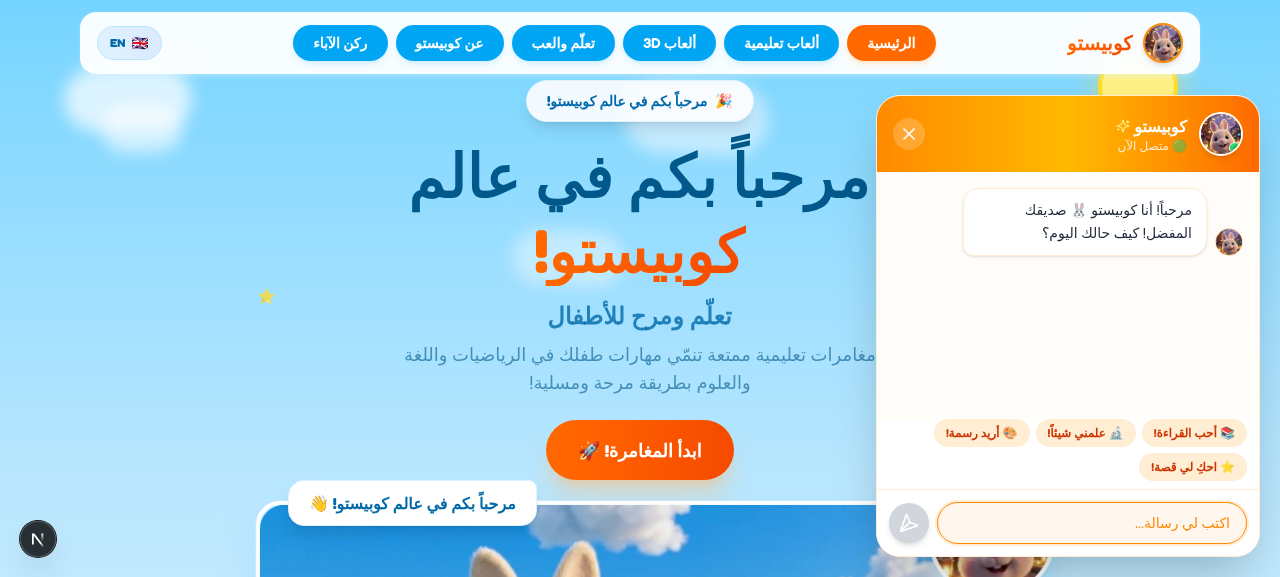 كوبيستو
الرئيسية
ألعاب تعليمية
ألعاب 3D
تعلّم والعب
عن كوبيستو
ركن الآباء
🇬🇧 EN
🎉 مرحباً بكم في عالم كوبيستو!
مرحباً بكم في عالم
كوبيستو!
تعلّم ومرح للأطفال
مغامرات تعليمية ممتعة تنمّي مهارات طفلك في الرياضيات واللغة
والعلوم بطريقة مرحة ومسلية!
ابدأ المغامرة! 🚀
مرحباً بكم في عالم كوبيستو! 👋
كوبيستو
🟢 متصل الآن
مرحباً! أنا كوبيستو 🐰 صديقك
المفضل! كيف حالك اليوم؟
📚 أحب القراءة!
🔬 علمني شيئاً!
🎨 أريد رسمة!
⭐ احكِ لي قصة!
اكتب لي رسالة...
N